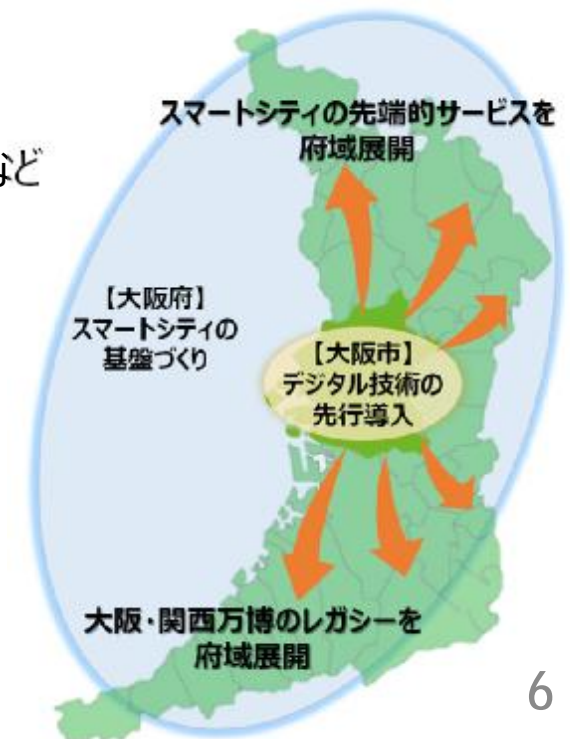 スマートシティの先端的サービスを
府域展開
など
【大阪府】
スマートシティの
基盤づくり
【大阪市】
デジタル技術の
先行導入
大阪・関西万博のレガシーを
府域展開
6